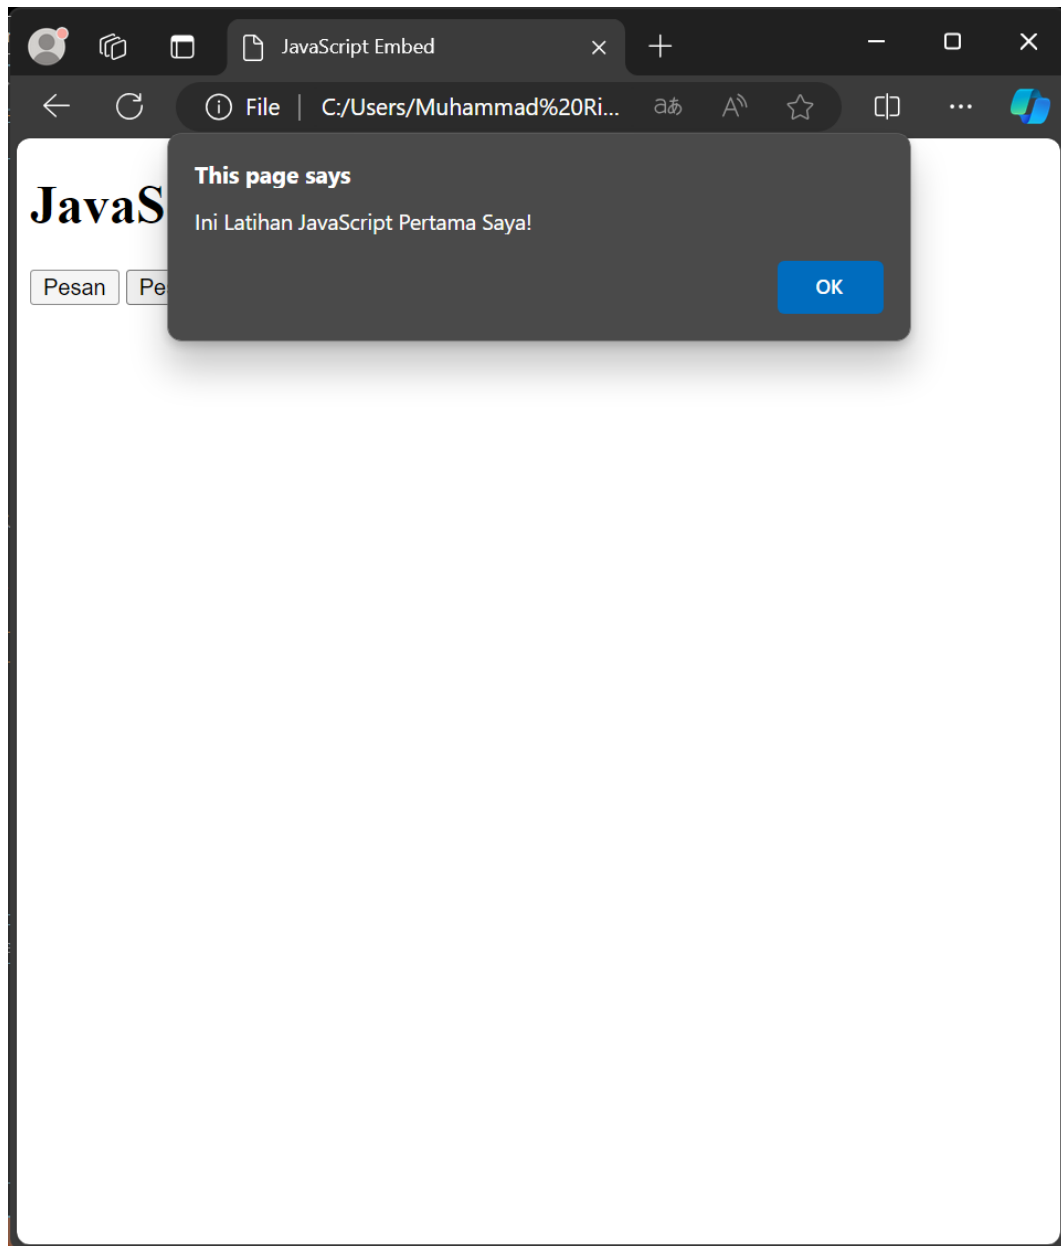 JavaScript Embed
File
C:/Users/Muhammad%20Ri...
This page says
Ini Latihan JavaScript Pertama Saya!
OK
JavaS
Pesan
Pe